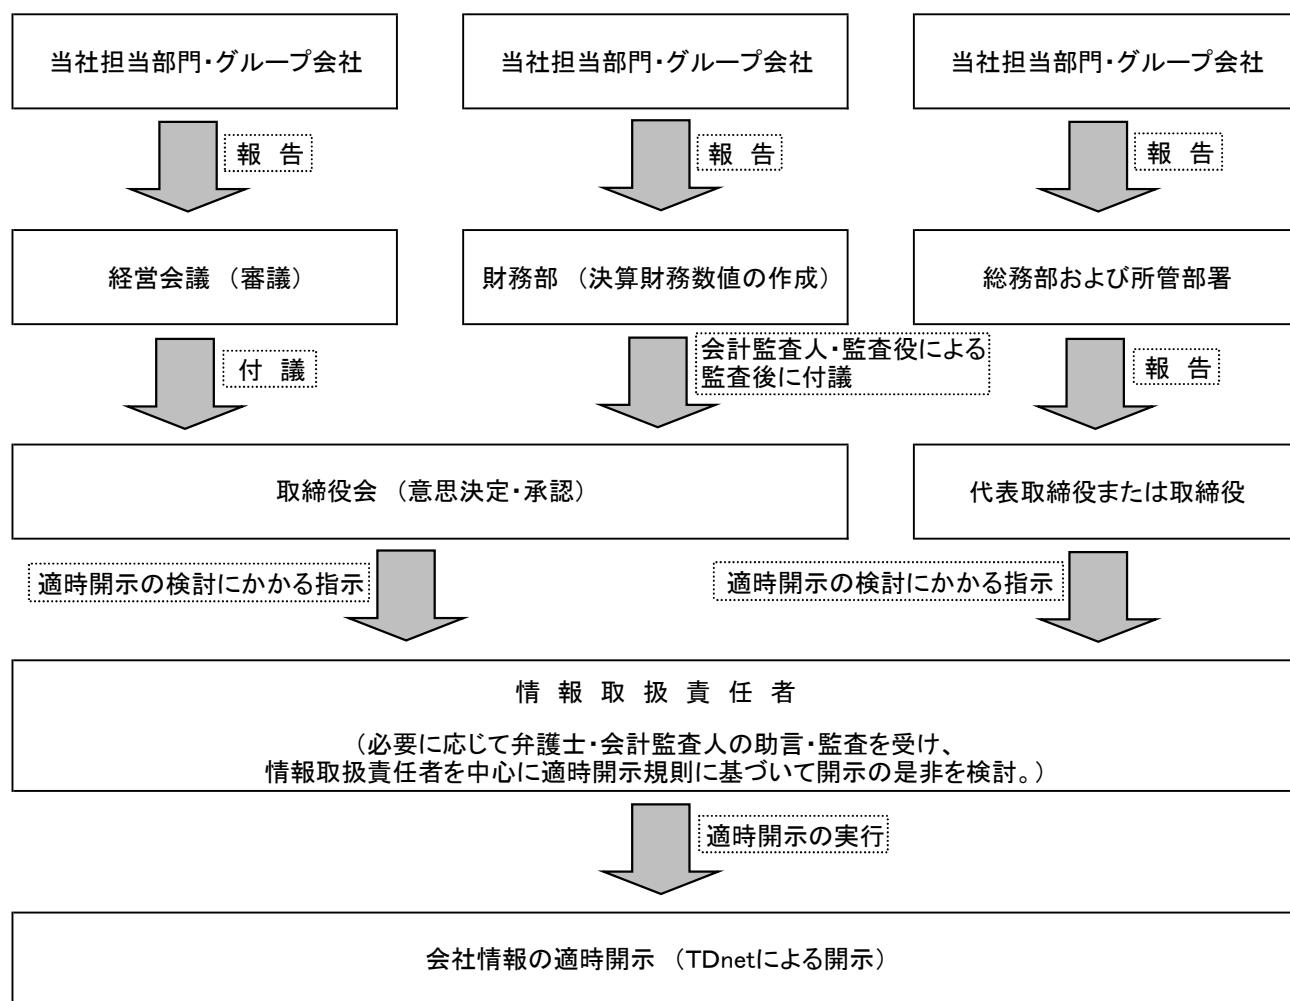 当社担当部門・グループ会社
当社担当部門・グループ会社
当社担当部門・グループ会社
報 告
報 告
報 告
経営会議 （審議）
財務部 （決算財務数値の作成）
総務部および所管部署
付 議
会計監査人・監査役による
監査後に付議
報 告
取締役会 （意思決定・承認）
代表取締役または取締役
適時開示の検討にかかる指示
適時開示の検討にかかる指示
情 報 取 扱 責 任 者
（必要に応じて弁護士・会計監査人の助言・監査を受け、
情報取扱責任者を中心に適時開示規則に基づいて開示の是非を検討。）
適時開示の実行
会社情報の適時開示 （TDnetによる開示）